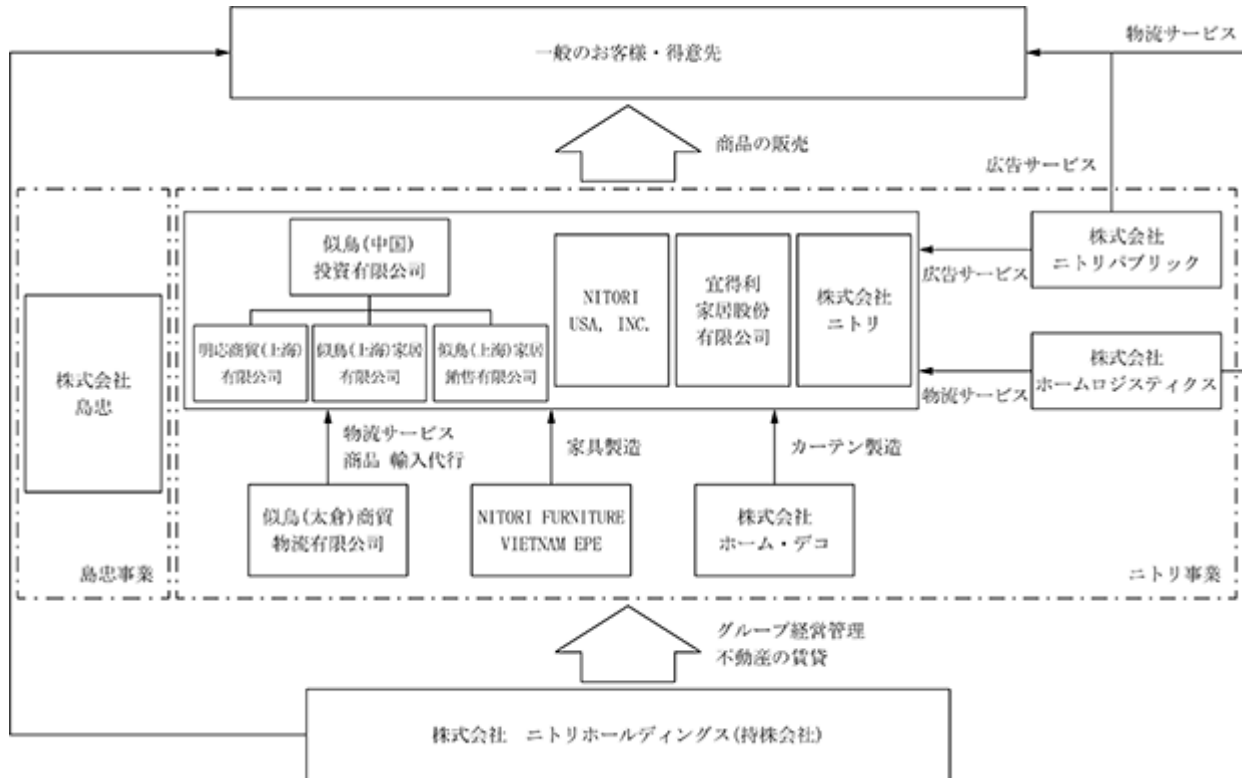 一般のお客様・得意先
物流サービス
商品の販売
広告サービス
似鳥(中国)
投資有限公司
明応商貿(上海)
有限公司
似鳥(上海)家居
有限公司
似鳥(上海)家居
銷售有限公司
NITORI
USA, INC.
宜得利
家居股份
有限公司
株式会社
ニトリ
広告サービス
株式会社
ニトリパブリック
物流サービス
株式会社
ホームロジスティクス
株式会社
島忠
物流サービス
商品 輸入代行
家具製造
カーテン製造
似鳥(太倉)商貿
物流有限公司
NITORI FURNITURE
VIETNAM EPE
株式会社
ホーム・デコ
島忠事業
ニトリ事業
グループ経営管理
不動産の賃貸
株式会社 ニトリホールディングス(持株会社)